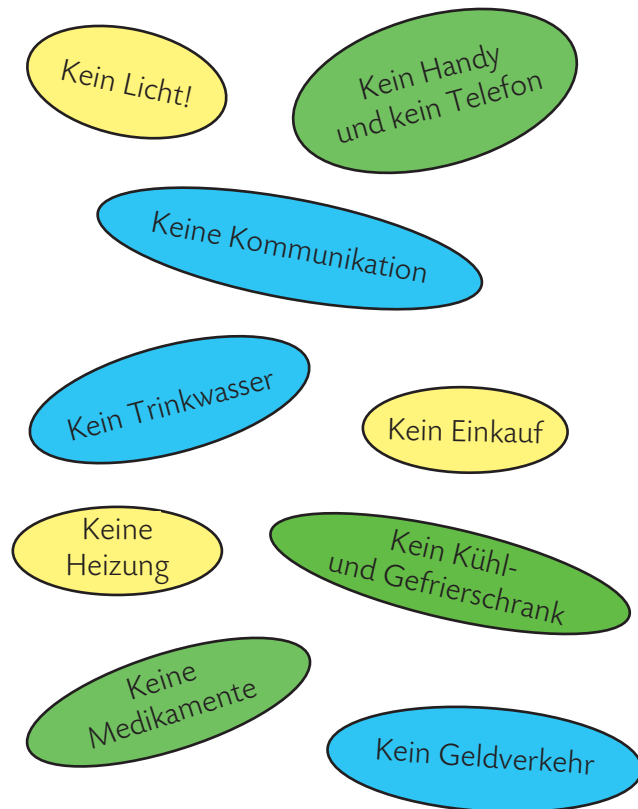 Kein Licht!
Kein Handy
und kein Telefon
Keine Kommunikation
Kein Trinkwasser
Kein Einkauf
Keine
Heizung
Kein Kühl-
und Gefrierschrank
Keine
Medikamente
Kein Geldverkehr